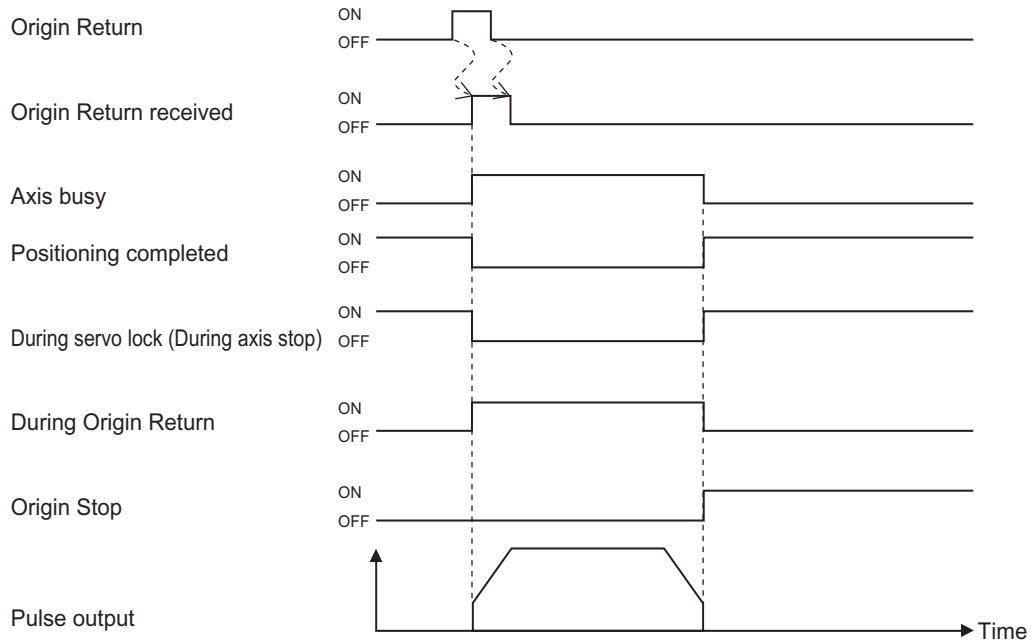 Origin Return
ON
OFF
Origin Return received
ON
OFF
Axis busy
ON
OFF
Positioning completed
ON
OFF
During servo lock (During axis stop)
ON
OFF
During Origin Return
ON
OFF
Origin Stop
ON
OFF
Pulse output
Time